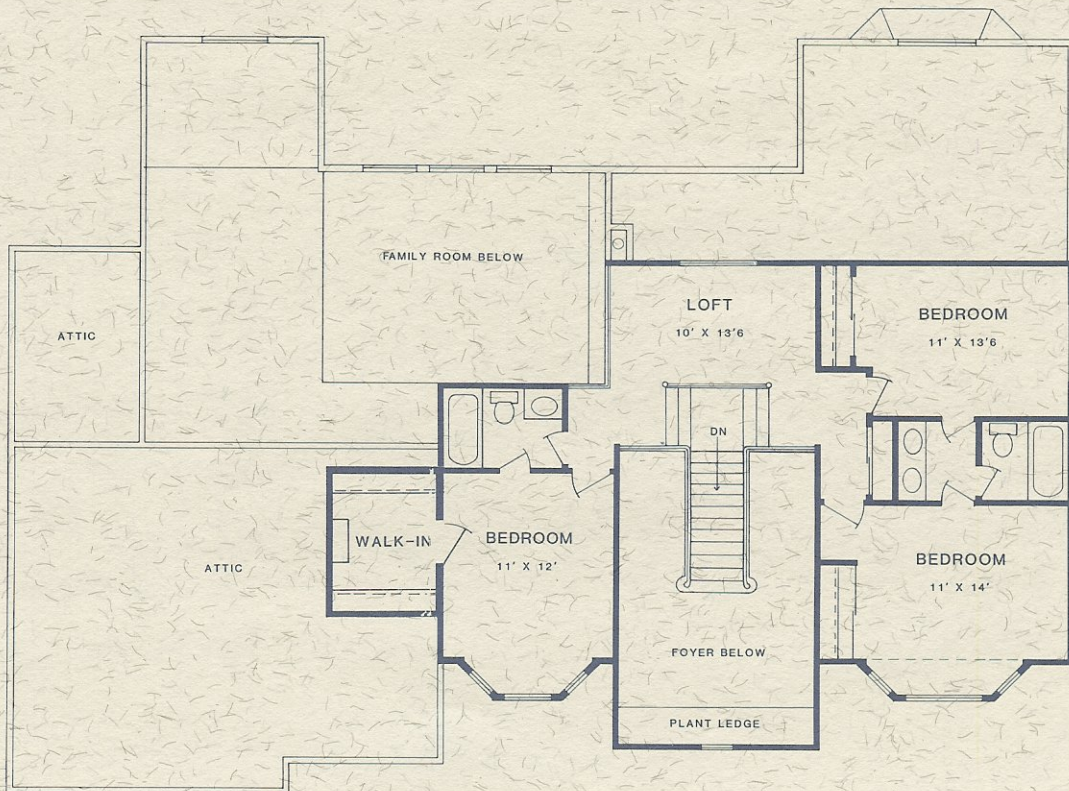 FAMILY ROOM BELOW
LOFT
10' X 13'6
BEDROOM
11' X 13'6
ATTIC
DN
WALK-IN
BEDROOM
11' X 12'
ATTIC
BEDROOM
11' X 14'
FOYER BELOW
PLANT LEDGE